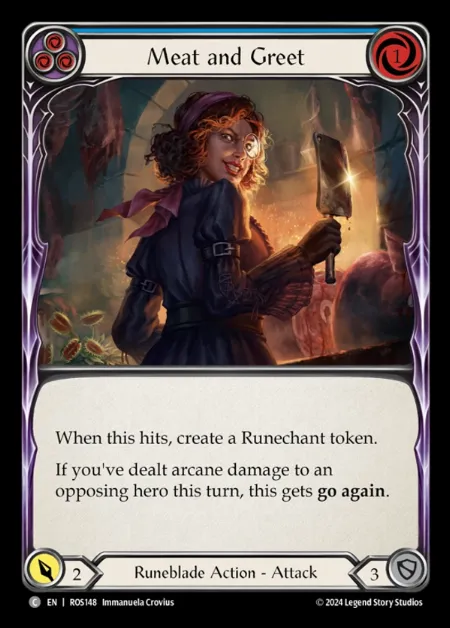 Meat and Greet
1
When this hits, create a Runechant token.
If you've dealt arcane damage to an
opposing hero this turn, this gets go again.
2
Runeblade Action - Attack
3
C EN | ROS148 Immanuela Crovius
© 2024 Legend Story Studios